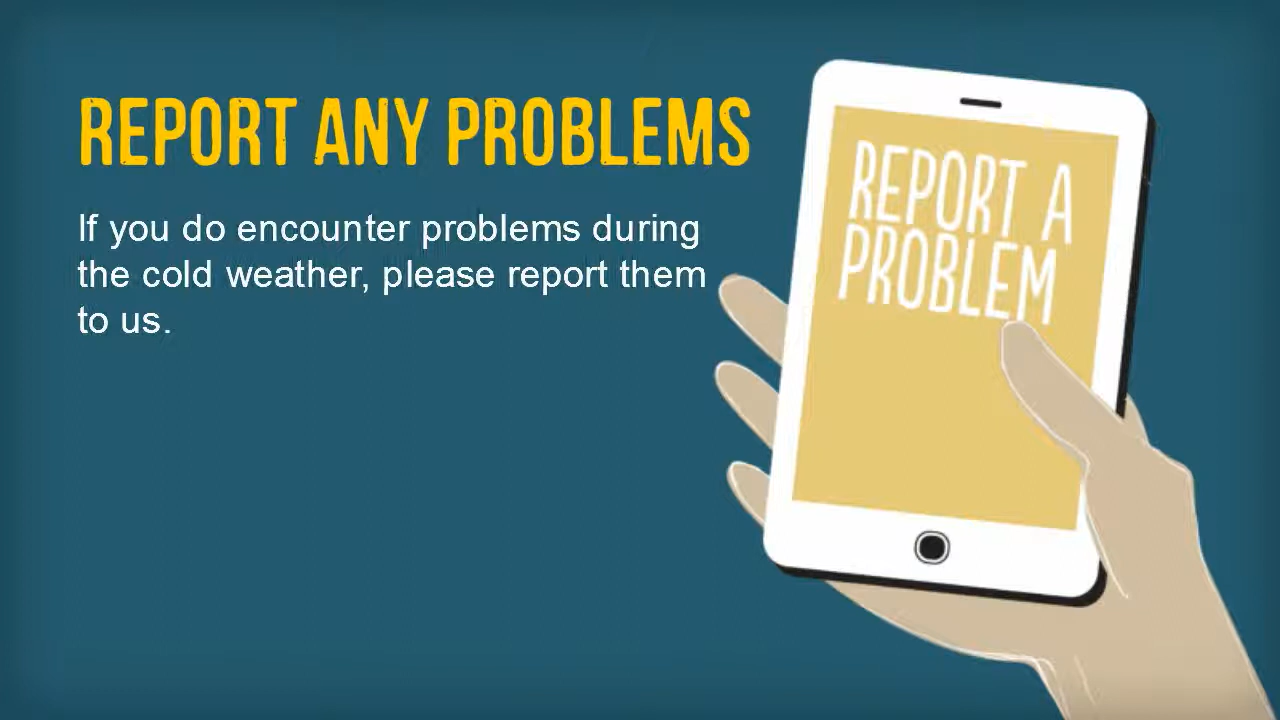 REPORT ANY PROBLEMS
If you do encounter problems during
the cold weather, please report them
to us.
REPORT A
PROBLEM